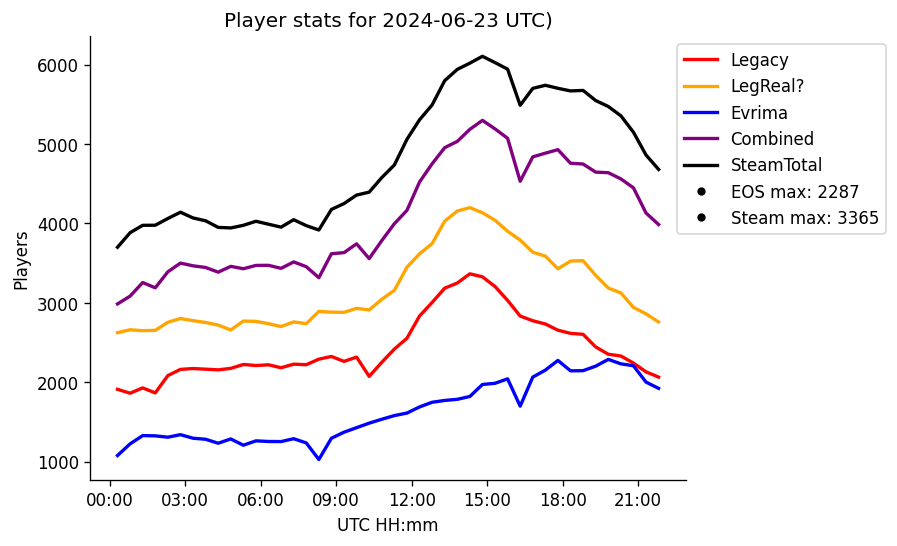 Player stats for 2024-06-23 UTC)
Legacy
LegReal?
Evrima
Combined
SteamTotal
EOS max: 2287
Steam max: 3365
Players
6000
5000
4000
3000
2000
1000
00:00 03:00 06:00 09:00 12:00 15:00 18:00 21:00
UTC HH:mm